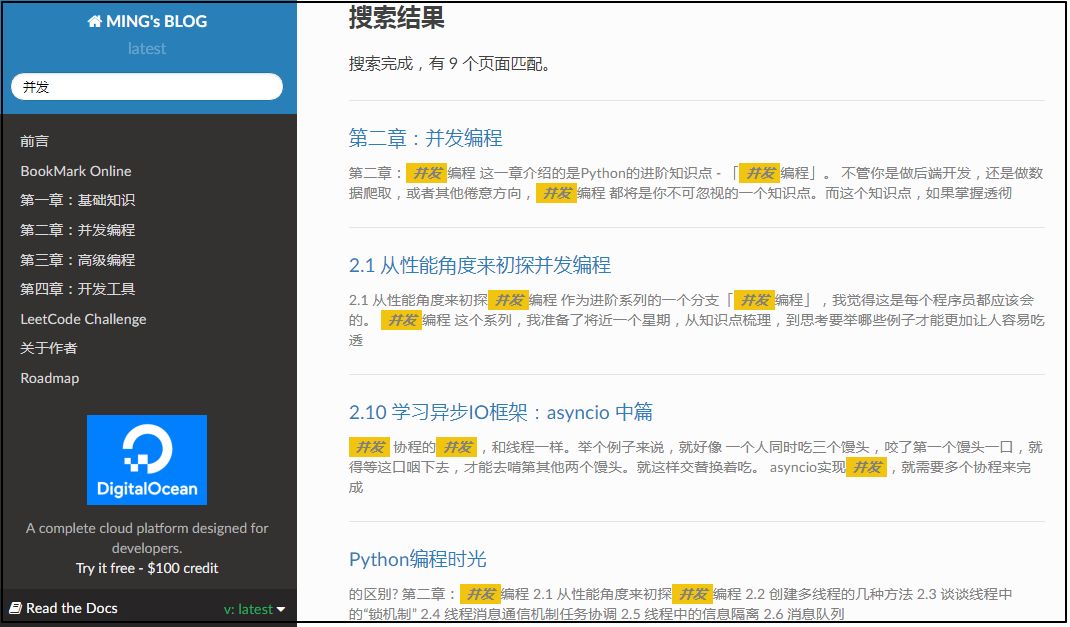 MING's BLOG
latest
并发
前言
BookMark Online
第一章：基础知识
第二章：并发编程
第三章：高级编程
第四章：开发工具
LeetCode Challenge
关于作者
Roadmap
DigitalOcean
A complete cloud platform designed for
developers.
Try it free - $100 credit
Read the Docs
v: latest
搜索结果
搜索完成，有 9 个页面匹配。
第二章：并发编程
第二章：并发编程 这一章介绍的是Python的进阶知识点 - 「并发编程」。 不管你是做后端开发，还是做数
据爬取，或者其他倦意方向，并发编程 都将是你不可忽视的一个知识点。而这个知识点，如果掌握透彻
2.1 从性能角度来初探并发编程
2.1 从性能角度来初探并发编程 作为进阶系列的一个分支「并发编程」，我觉得这是每个程序员都应该会
的。 并发编程 这个系列，我准备了将近一个星期，从知识点梳理，到思考要举哪些例子才能更加让人容易吃
透
2.10 学习异步IO框架：asyncio 中篇
并发 协程的并发，和线程一样。举个例子来说，就好像 一个人同时吃三个馒头，咬了第一个馒头一口，就
得等这口咽下去，才能去啃第其他两个馒头。就这样交替换着吃。 asyncio实现并发，就需要多个协程来完
成
Python编程时光
的区别? 第二章：并发编程 2.1 从性能角度来初探并发编程 2.2 创建多线程的几种方法 2.3 谈谈线程中
的“锁机制” 2.4 线程消息通信机制任务协调 2.5 线程中的信息隔离 2.6 消息队列